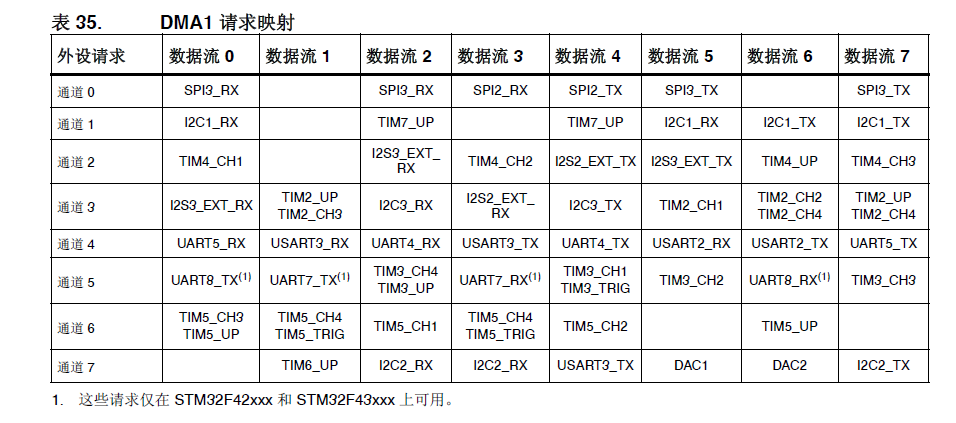 表 35. DMA1 请求映射
外设请求 数据流 0 数据流 1 数据流 2 数据流 3 数据流 4 数据流 5 数据流 6 数据流 7
通道 0 SPI3_RX SPI3_RX SPI2_RX SPI2_TX SPI3_TX SPI3_TX
通道 1 I2C1_RX TIM7_UP TIM7_UP I2C1_RX I2C1_TX I2C1_TX
通道 2 TIM4_CH1 I2S3_EXT_ TIM4_CH2 I2S2_EXT_TX I2S3_EXT_TX TIM4_UP TIM4_CH3
RX
通道 3 I2S3_EXT_RX TIM2_UP I2C3_RX I2S2_EXT_ I2C3_TX TIM2_CH1 TIM2_CH2 TIM2_UP
TIM2_CH3 RX TIM2_CH4 TIM2_CH4
通道 4 UART5_RX USART3_RX UART4_RX USART3_TX UART4_TX USART2_RX USART2_TX UART5_TX
通道 5 UART8_TX(1) UART7_TX(1) TIM3_CH4 UART7_RX(1) TIM3_CH1 TIM3_CH2 UART8_RX(1) TIM3_CH3
TIM3_UP TIM3_TRIG
通道 6 TIM5_CH3 TIM5_CH4 TIM5_CH1 TIM5_CH4 TIM5_CH2 TIM5_UP
TIM5_UP TIM5_TRIG TIM5_TRIG
通道 7 TIM6_UP I2C2_RX I2C2_RX USART3_TX DAC1 DAC2 I2C2_TX
1. 这些请求仅在 STM32F42xxx 和 STM32F43xxx 上可用。